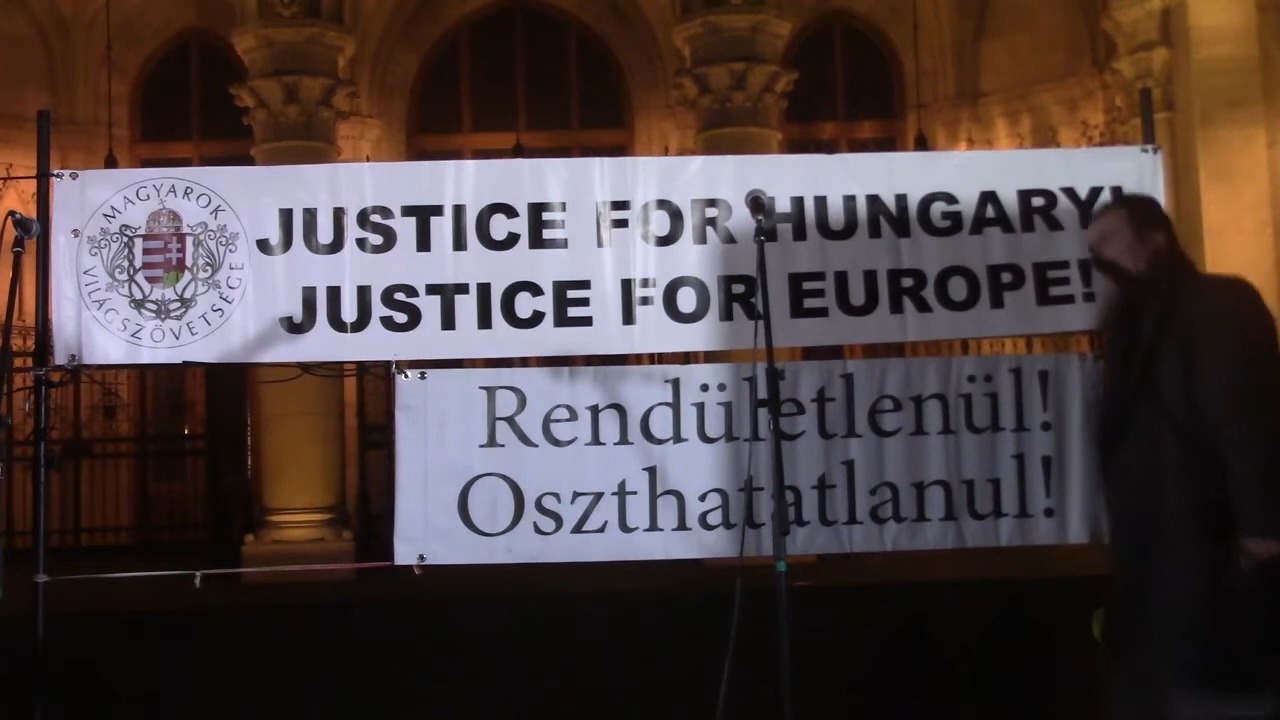 MAGYAROK
VILÁGSZÖVETSÉGE
JUSTICE FOR HUNGARY!
JUSTICE FOR EUROPE!
Rendületlenül!
Oszthatatlanul!